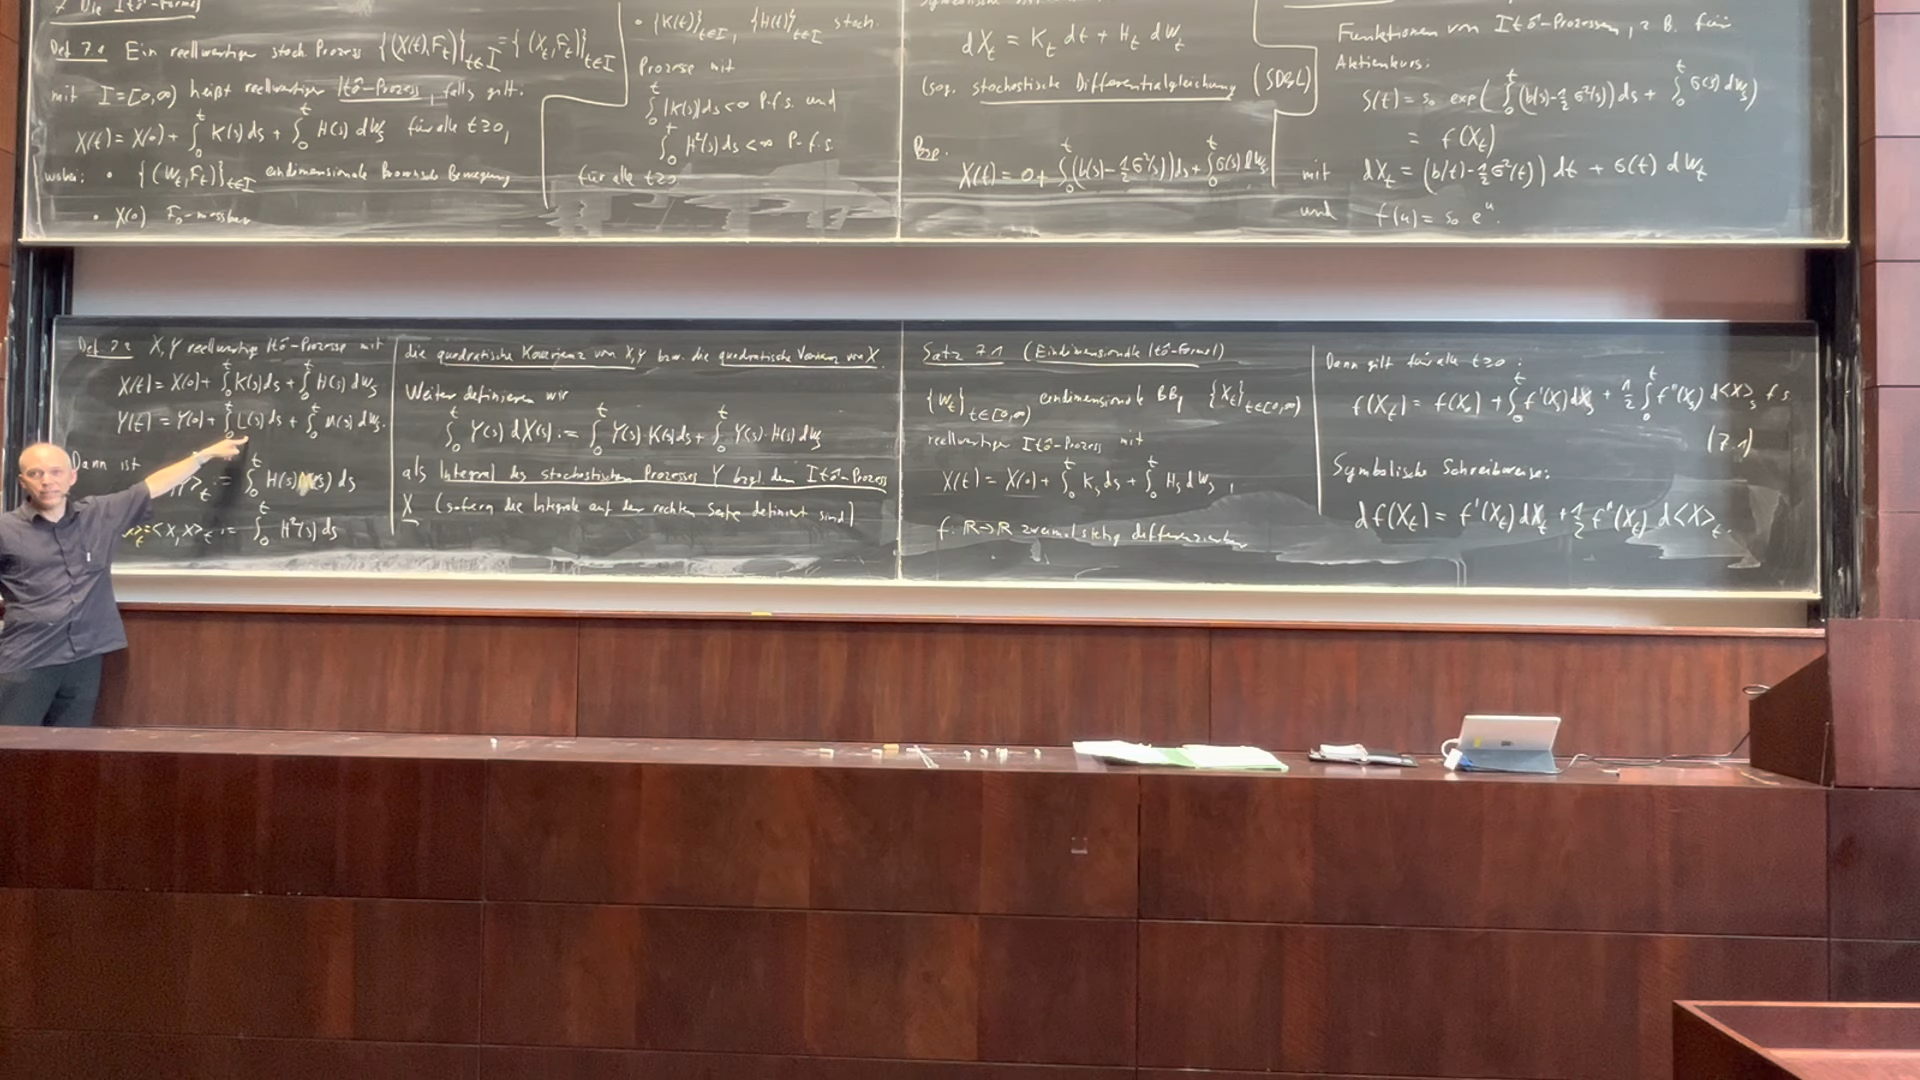 7 Die Itô-Formel
Def 7.1 Ein reellwertiger stoch. Prozess {(X(t),F_t)}_{t∈I} = {(X_t,F_t)}_{t∈I}
mit I=[0,∞) heißt reellwertiger Itô-Prozess, falls gilt:
X(t) = X(0) + ∫_0^t K(s) ds + ∫_0^t H(s) dW_s für alle t≥0,
wobei: • {(W_t,F_t)}_{t∈I} eindimensionale Brownsche Bewegung
• X(0) F_0-messbar
• {K(t)}_{t∈I}, {H(t)}_{t∈I} stoch.
Prozesse mit
∫_0^t |K(s)| ds < ∞ P-f.s. und
∫_0^t H²(s) ds < ∞ P-f.s.
für alle t≥0
dX_t = K_t dt + H_t dW_t
(sog. stochastische Differentialgleichung (SDGL)
Bsp.
X(t) = 0 + ∫_0^t (b(s)-½σ²(s)) ds + ∫_0^t σ(s) dW_s
Funktionen von Itô-Prozessen, z.B. für
Aktienkurs:
S(t) = s_0 exp( ∫_0^t (b(s)-½σ²(s)) ds + ∫_0^t σ(s) dW_s )
= f(X_t)
mit dX_t = (b(t)-½σ²(t)) dt + σ(t) dW_t
und f(u) = s_0 e^u.
Def 7.2 X,Y reellwertige Itô-Prozesse mit
X(t) = X(0) + ∫_0^t K(s) ds + ∫_0^t H(s) dW_s
Y(t) = Y(0) + ∫_0^t L(s) ds + ∫_0^t M(s) dW_s.
Dann ist
>_t := ∫_0^t H(s) M(s) ds
>_t = <X,X>_t := ∫_0^t H²(s) ds
die quadratische Kovarianz von X,Y bzw. die quadratische Varianz von X.
Weiter definieren wir
∫_0^t Y(s) dX(s) := ∫_0^t Y(s)·K(s) ds + ∫_0^t Y(s)·H(s) dW_s
als Integral des stochastischen Prozesses Y bzgl. dem Itô-Prozess
X (sofern die Integrale auf der rechten Seite definiert sind)
Satz 7.1 (Eindimensionale Itô-Formel)
{W_t}_{t∈[0,∞)} eindimensionale BB, {X_t}_{t∈[0,∞)}
reellwertiger Itô-Prozess mit
X(t) = X(0) + ∫_0^t K_s ds + ∫_0^t H_s dW_s,
f: ℝ→ℝ zweimal stetig differenzierbar
Dann gilt für alle t≥0:
f(X_t) = f(X_0) + ∫_0^t f'(X_s) dX_s + ½ ∫_0^t f''(X_s) d<X>_s f.s.
(7.1)
Symbolische Schreibweise:
df(X_t) = f'(X_t) dX_t + ½ f''(X_t) d<X>_t.